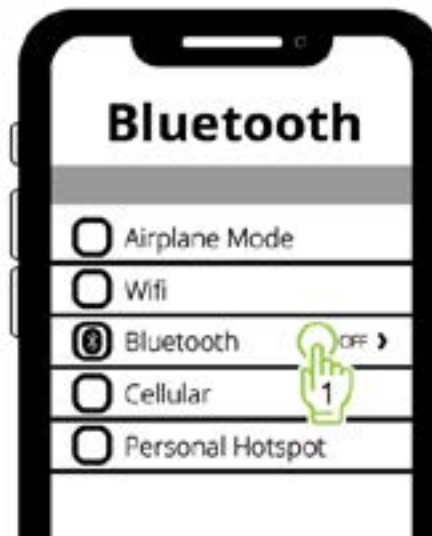 Bluetooth
Airplane Mode
Wifi
Bluetooth OFF ❯
Cellular
1
Personal Hotspot